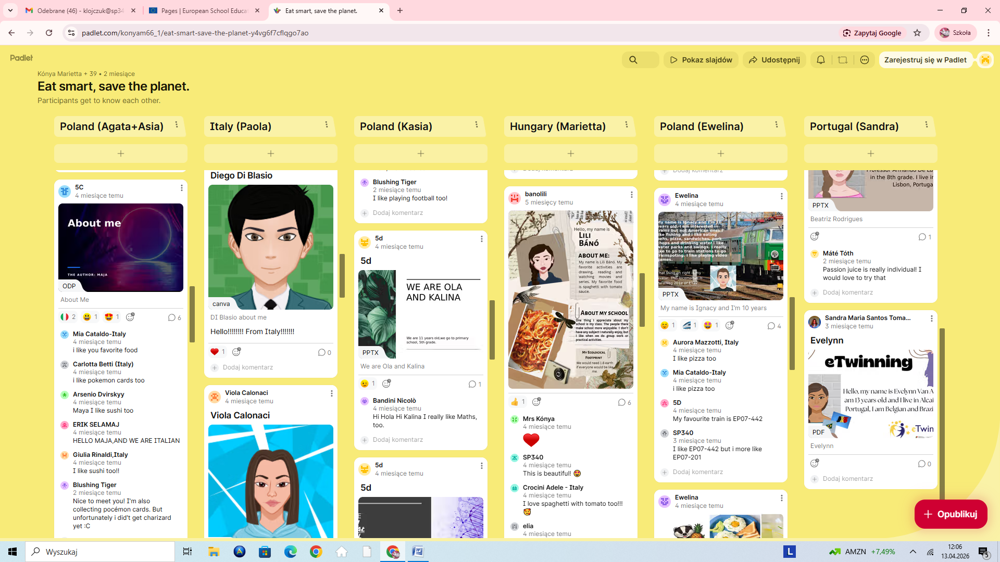 Odebrane (46) - klojczuk@sp34
Pages | European School Educa
Eat smart, save the planet.
padlet.com/konyam66_1/eat-smart-save-the-planet-y4vg6f7cflqgo7ao
Zapytaj Google
Szkoła
Padlet
Pokaz slajdów
Udostępnij
Zarejestruj się w Padlet
Kónya Marietta + 39 • 2 miesiące
Eat smart, save the planet.
Participants get to know each other.
Poland (Agata+Asia)
5C
4 miesiące temu
About me
THE AUTHOR: MAJA
ODP
About Me
2
1
1
6
Mia Cataldo-Italy
4 miesiące temu
i like you favorite food
Carlotta Betti (Italy)
4 miesiące temu
i like pokemon cards too
Arsenio Dvirskyy
4 miesiące temu
Maya I like sushi too
ERIK SELAMAJ
4 miesiące temu
HELLO MAJA,AND WE ARE ITALIAN
Giulia Rinaldi,Italy
4 miesiące temu
I like sushi too!!
Blushing Tiger
2 miesiące temu
Nice to meet you! I'm also
collecting pocémon cards. But
unfortunately i did't get charizard
yet :C
Italy (Paola)
Diego Di Blasio
canva
DI Blasio about me
Hello!!!!!!!! From Italy!!!!!!!
1
0
Dodaj komentarz
Viola Calonaci
4 miesiące temu
Viola Calonaci
Poland (Kasia)
Blushing Tiger
2 miesiące temu
I like playing football too!
Dodaj komentarz
5d
4 miesiące temu
5d
WE ARE OLA
AND KALINA
We are 11 years old,we go to primary
school, 5th grade.
PPTX
We are Ola and Kalina
1
1
Bandini Nicolò
4 miesiące temu
Hi Hola Hi Kalina I really like Maths,
too.
Dodaj komentarz
5d
4 miesiące temu
5d
Hungary (Marietta)
Dodaj komentarz
banolili
5 miesięcy temu
Hello, my name is
LILI
BÁNÓ
ABOUT ME:
My name is Lili Bánó. My
favorite activities are
drawing, reading and
watching movies and
series. My favorite food
is spaghetti with tomato
sauce.
ABOUT MY SCHOOL
One thing I appreciate about my
school is my class. The people there
make school more enjoyable. I don't
have any subject I naturally enjoy, but
I like when we do group work or
practical activities.
MY ECOLOGICAL
FOOTPRINT
We would need 1.8 earth
if everyone would be like
me.
1
6
Mrs Kónya
4 miesiące temu
SP340
4 miesiące temu
This is beautiful!
Crocini Adele - Italy
4 miesiące temu
I love spaghetti with tomato too!!!
elia
4 miesiące temu
Poland (Ewelina)
Dodaj komentarz
Ewelina
4 miesiące temu
My name is Ignacy and I'm 10
years old. I am interested in
trains but not American ones.I
like fishing and I like eating
pens, pizza, sandwiches, pork
chops and drinking water.I like
water parks and swings. I really
like to go to train stations to go
trainspoting. I like playing video
games.
That thing on right is my
avatar. This locomotive is
PaFaWag 201e or ET22.
PPTX
My name is Ignacy and I'm 10 years
1
1
1
4
Aurora Mazzotti, Italy
4 miesiące temu
I like pizza too
Mia Cataldo-Italy
4 miesiące temu
i like pizza too
5D
4 miesiące temu
My favourite train is EP07-442
SP340
3 miesiące temu
I like EP07-442 but i more like
EP07-201
Dodaj komentarz
Ewelina
4 miesiące temu
Portugal (Sandra)
Professor Armando De Lu
in the 8th grade. I live in
Lisbon, Portuga
PPTX
Beatriz Rodrigues
1
Máté Tóth
2 miesiące temu
Passion juice is really individual! I
would love to try that
Dodaj komentarz
Sandra Maria Santos Toma...
3 miesiące temu
Evelynn
eTwinning
Hello, my name is Evelynn Van A
am 13 years old and I live in Alcai
Portugal, I am Belgian and Brazi
eTwin
PDF
Evelynn
0
Dodaj komentarz
Opublikuj
Wyszukaj
L
AMZN +7,49%
12:06
13.04.2026
5